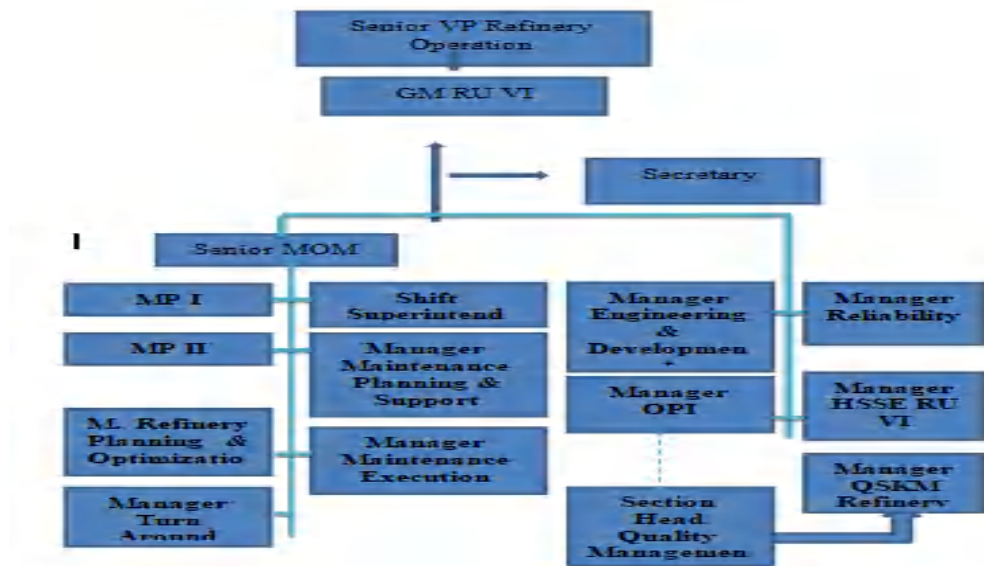 Senior VP Refinery
Operation
GM RU VI
Secretary
I
Senior MOM
MP I
Shift
Superintend
Manager
Engineering
&
Developmen
Manager
Reliability
MP II
Manager
Maintenance
Planning &
Support
Manager
OPI
Manager
HSSE RU
VI
M. Refinery
Planning &
Optimizatio
Manager
Maintenance
Execution
Manager
QSKM
Refinery
Manager
Turn
Around
Section
Head
Quality
Managemen